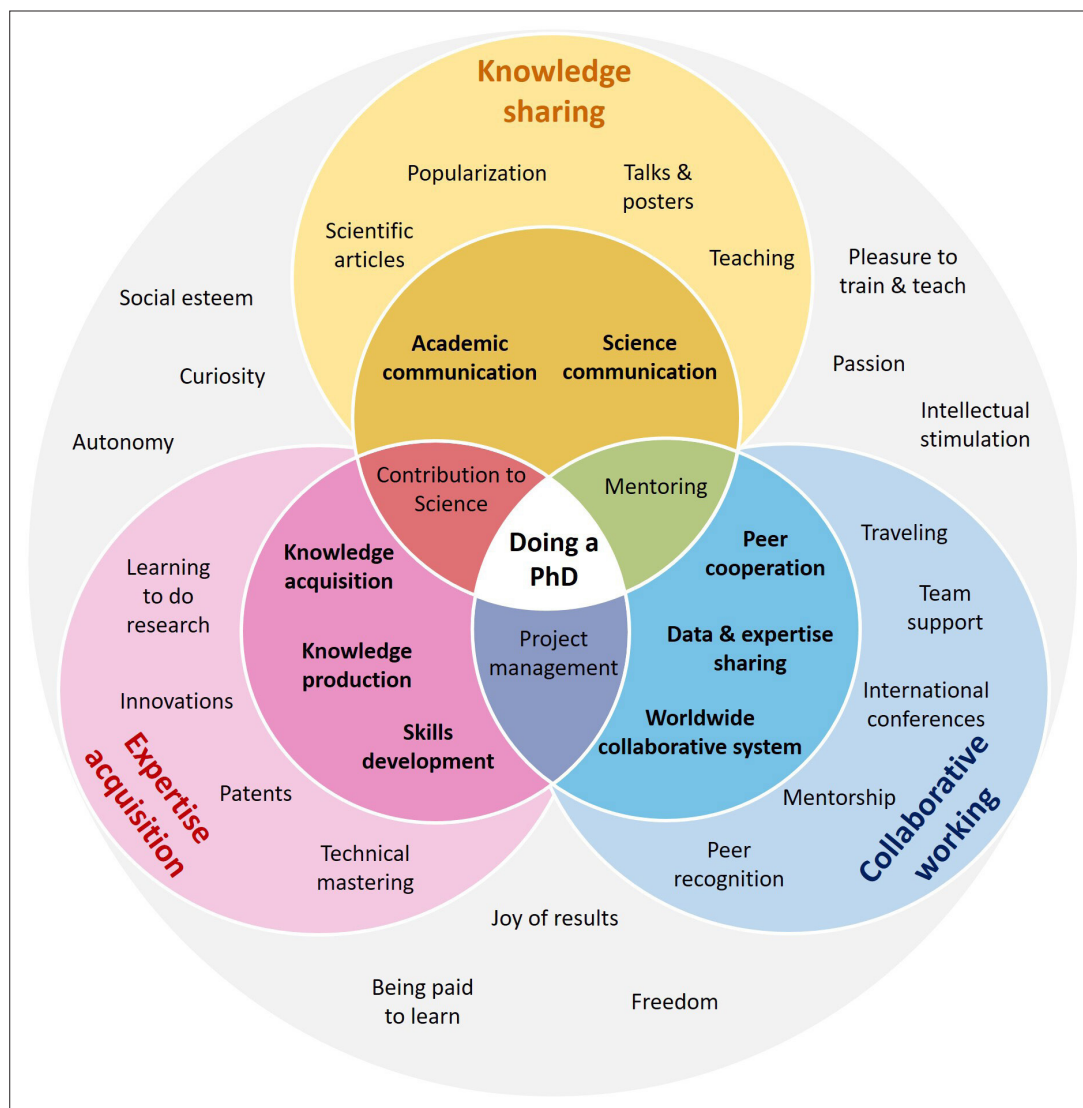 Knowledge
sharing
Popularization
Talks &
posters
Scientific
articles
Teaching
Pleasure to
train & teach
Social esteem
Academic
communication
Science
communication
Curiosity
Passion
Autonomy
Intellectual
stimulation
Contribution to
Science
Mentoring
Doing a
PhD
Knowledge
acquisition
Peer
cooperation
Traveling
Learning
to do
research
Team
support
Project
management
Knowledge
production
Data & expertise
sharing
Innovations
International
conferences
Skills
development
Worldwide
collaborative system
Expertise
acquisition
Patents
Mentorship
Collaborative
working
Technical
mastering
Peer
recognition
Joy of results
Being paid
to learn
Freedom